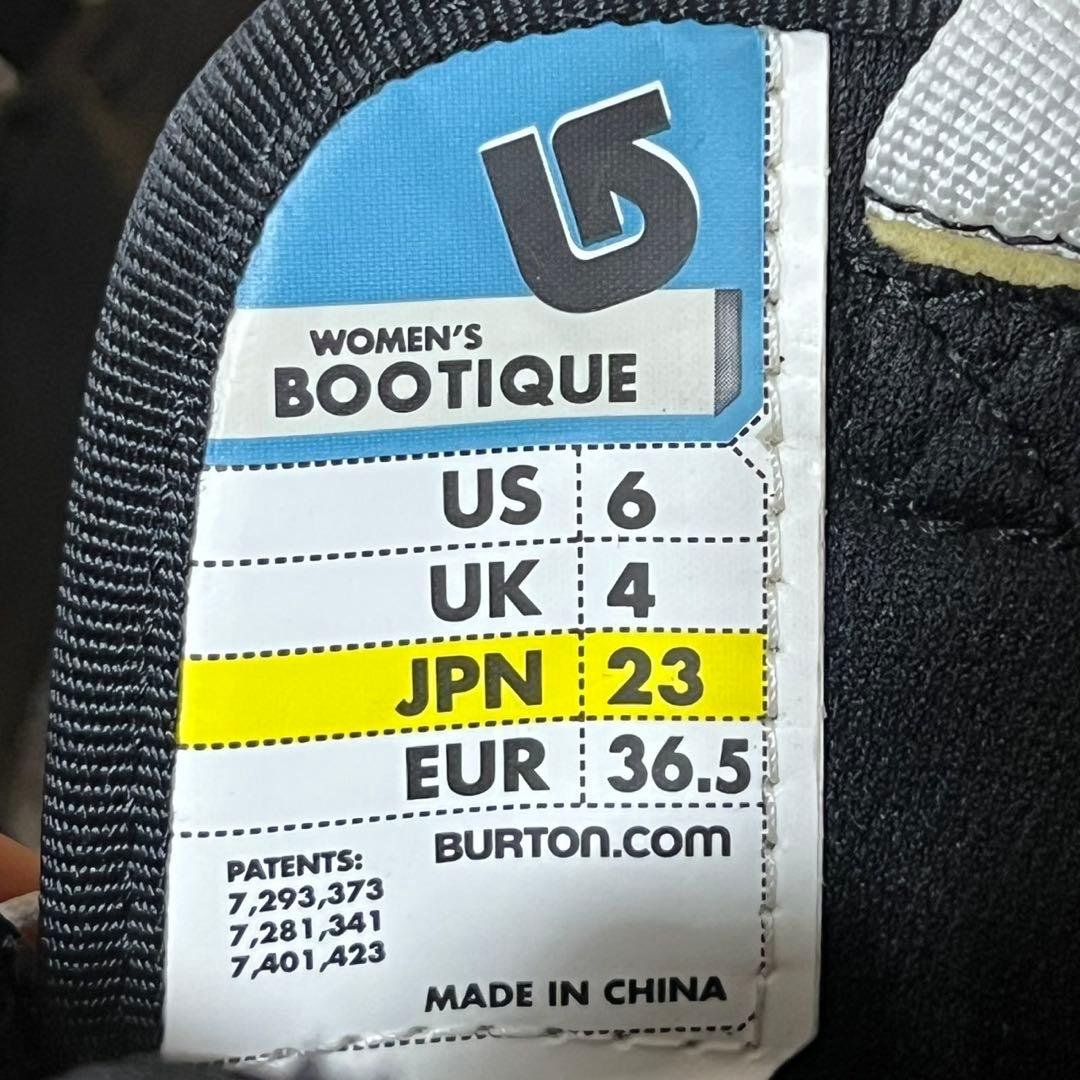 WOMEN'S
BOOTIQUE
US 6
UK 4
JPN 23
EUR 36.5
BURTON.COM
PATENTS:
7,293,373
7,281,341
7,401,423
MADE IN CHINA